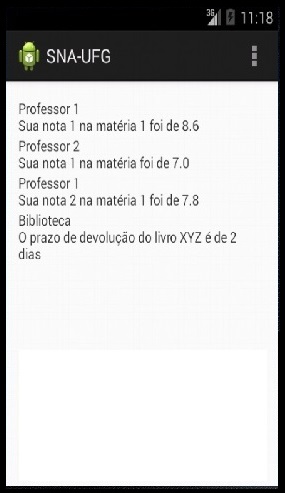 3G 11:18
SNA-UFG
Professor 1
Sua nota 1 na matéria 1 foi de 8.6
Professor 2
Sua nota 1 na matéria foi de 7.0
Professor 1
Sua nota 2 na matéria 1 foi de 7.8
Biblioteca
O prazo de devolução do livro XYZ é de 2
dias